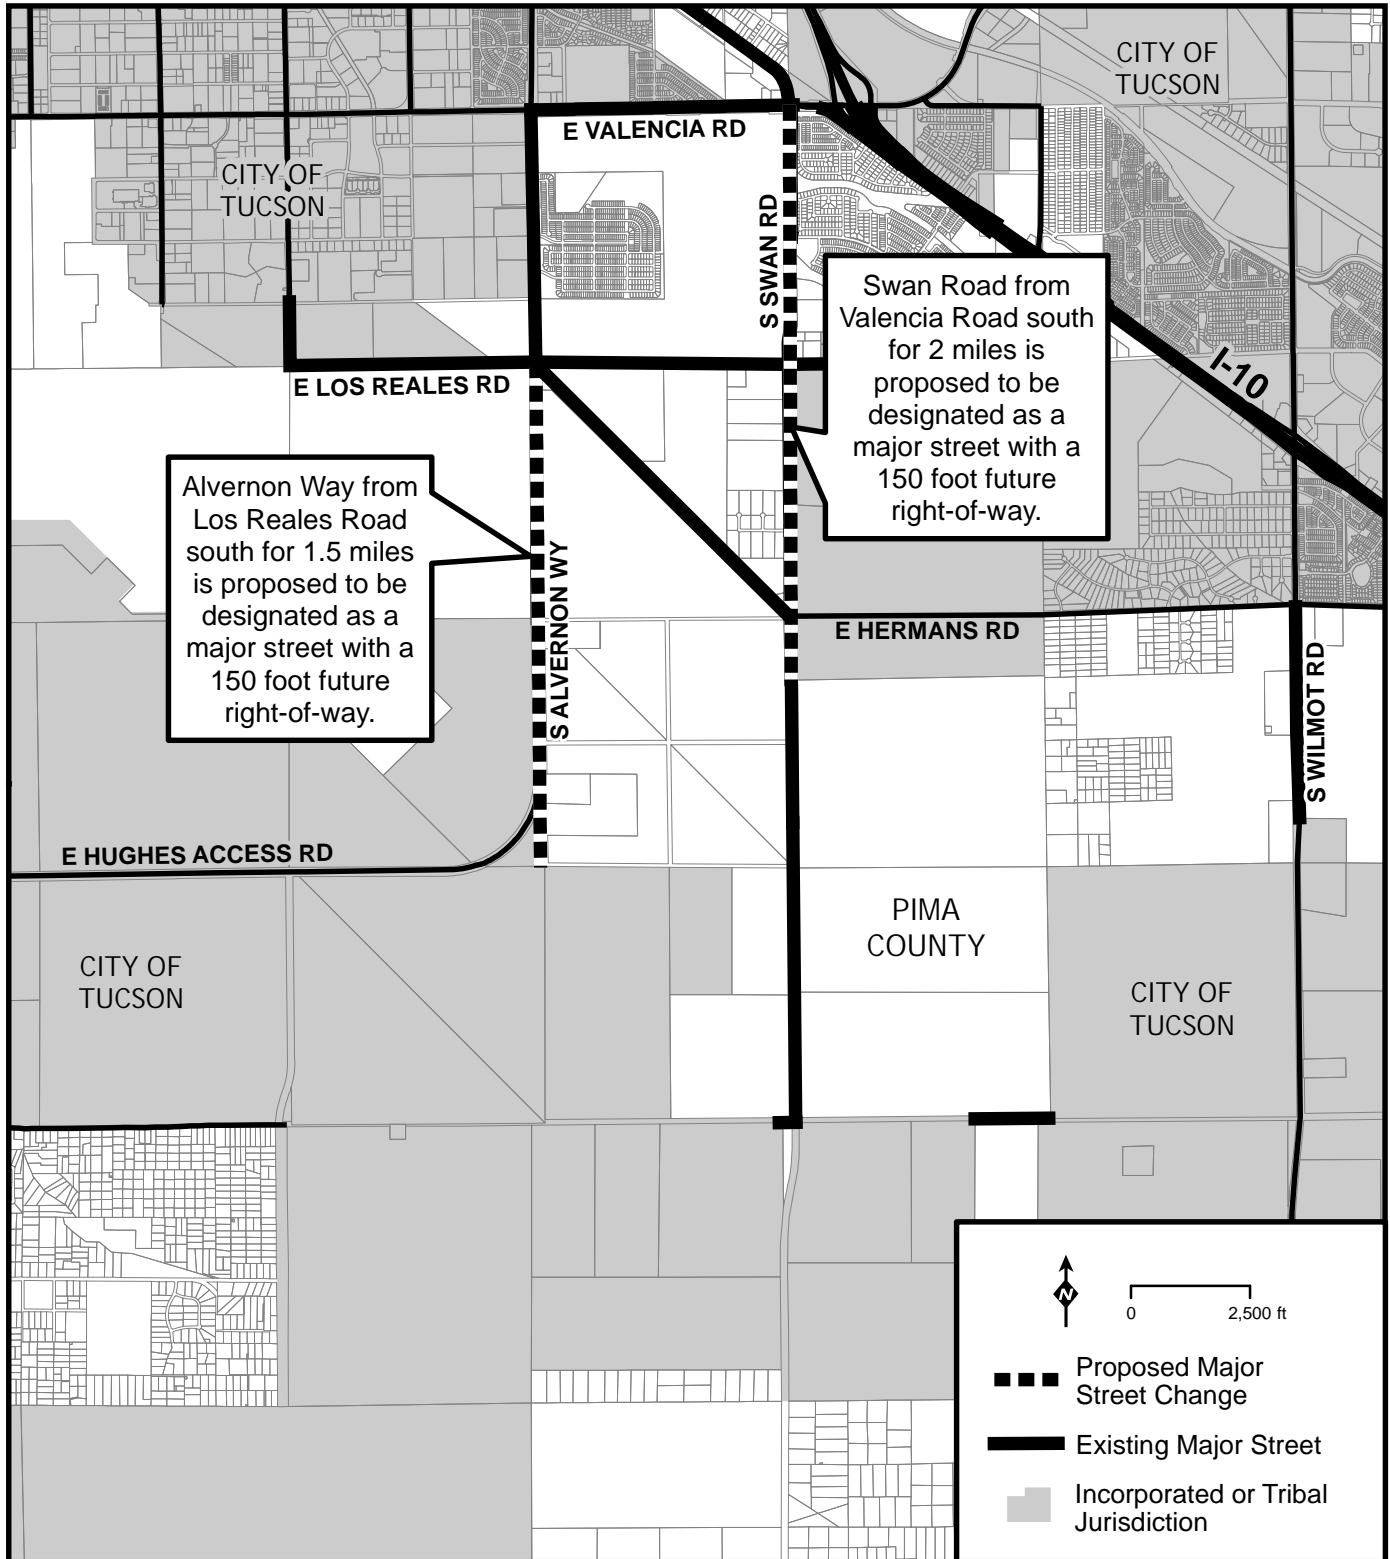 CITY OF
TUCSON
E VALENCIA RD
CITY OF
TUCSON
S SWAN RD
Swan Road from
Valencia Road south
for 2 miles is
proposed to be
designated as a
major street with a
150 foot future
right-of-way.
I-10
E LOS REALES RD
Alvernon Way from
Los Reales Road
south for 1.5 miles
is proposed to be
designated as a
major street with a
150 foot future
right-of-way.
S ALVERNON WY
E HERMANS RD
S WILMOT RD
E HUGHES ACCESS RD
PIMA
COUNTY
CITY OF
TUCSON
CITY OF
TUCSON
N
0 2,500 ft
Proposed Major
Street Change
Existing Major Street
Incorporated or Tribal
Jurisdiction